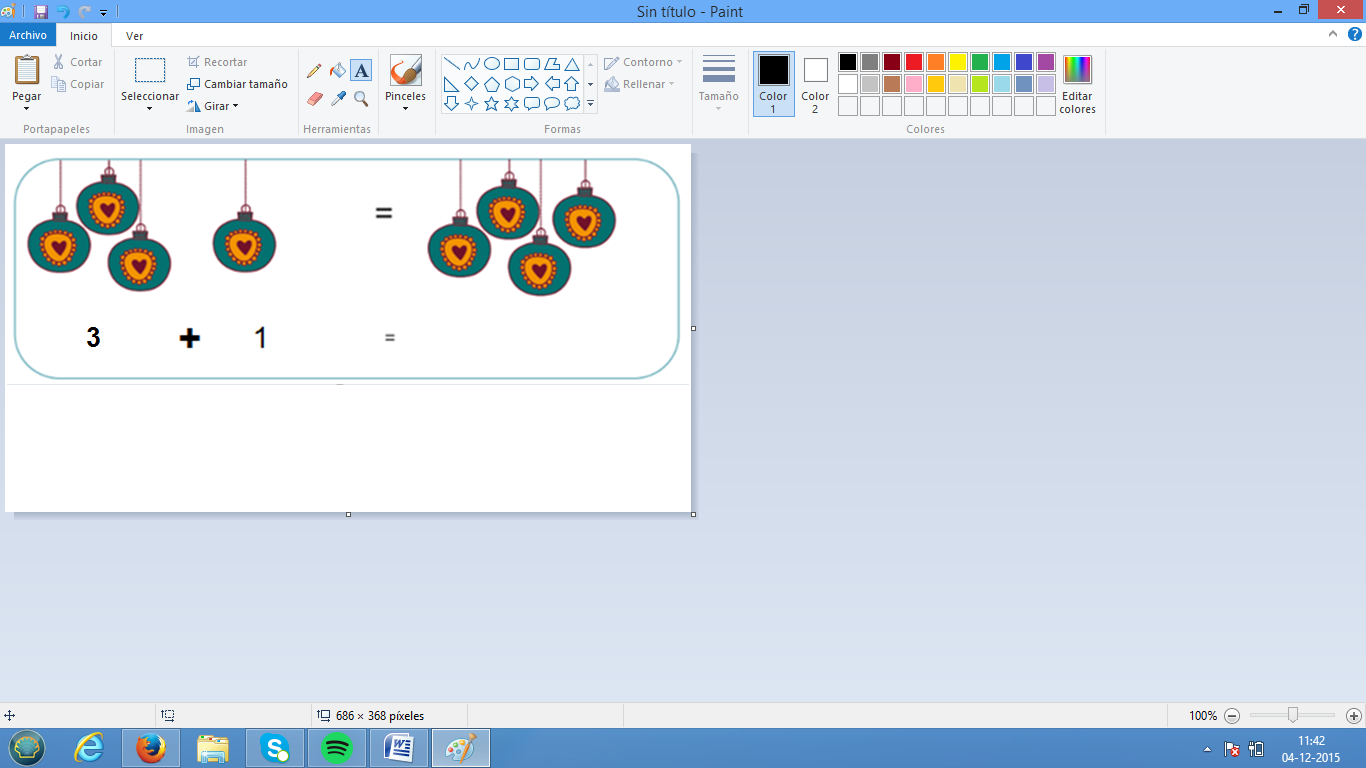 Sin título - Paint
Archivo Inicio Ver
Pegar
Cortar
Copiar
Portapapeles
Seleccionar
Recortar
Cambiar tamaño
Girar
Imagen
A
Herramientas
Pinceles
Contorno
Rellenar
Formas
Tamaño
Color
1
Color
2
Editar
colores
Colores
=
3 + 1 =
686 × 368 píxeles
100%
11:42
04-12-2015